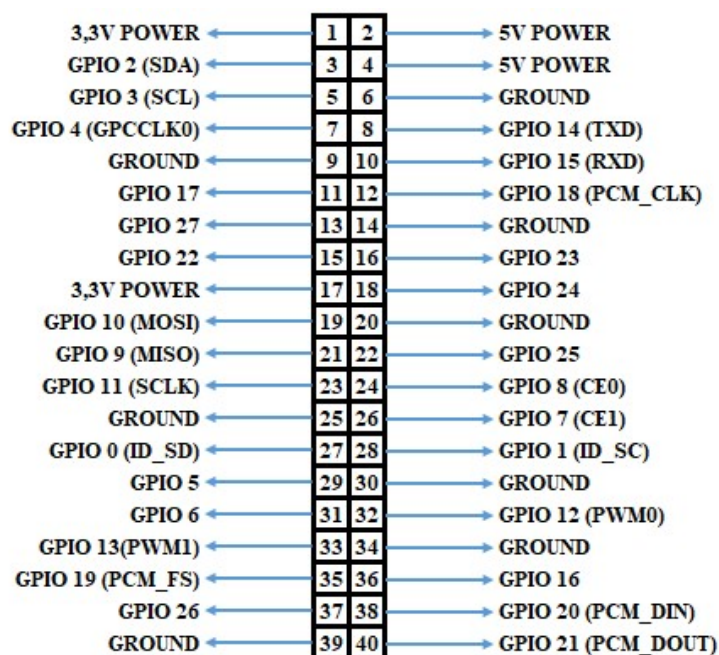 3,3V POWER 1 2 5V POWER
GPIO 2 (SDA) 3 4 5V POWER
GPIO 3 (SCL) 5 6 GROUND
GPIO 4 (GPCCLK0) 7 8 GPIO 14 (TXD)
GROUND 9 10 GPIO 15 (RXD)
GPIO 17 11 12 GPIO 18 (PCM_CLK)
GPIO 27 13 14 GROUND
GPIO 22 15 16 GPIO 23
3,3V POWER 17 18 GPIO 24
GPIO 10 (MOSI) 19 20 GROUND
GPIO 9 (MISO) 21 22 GPIO 25
GPIO 11 (SCLK) 23 24 GPIO 8 (CE0)
GROUND 25 26 GPIO 7 (CE1)
GPIO 0 (ID_SD) 27 28 GPIO 1 (ID_SC)
GPIO 5 29 30 GROUND
GPIO 6 31 32 GPIO 12 (PWM0)
GPIO 13(PWM1) 33 34 GROUND
GPIO 19 (PCM_FS) 35 36 GPIO 16
GPIO 26 37 38 GPIO 20 (PCM_DIN)
GROUND 39 40 GPIO 21 (PCM_DOUT)